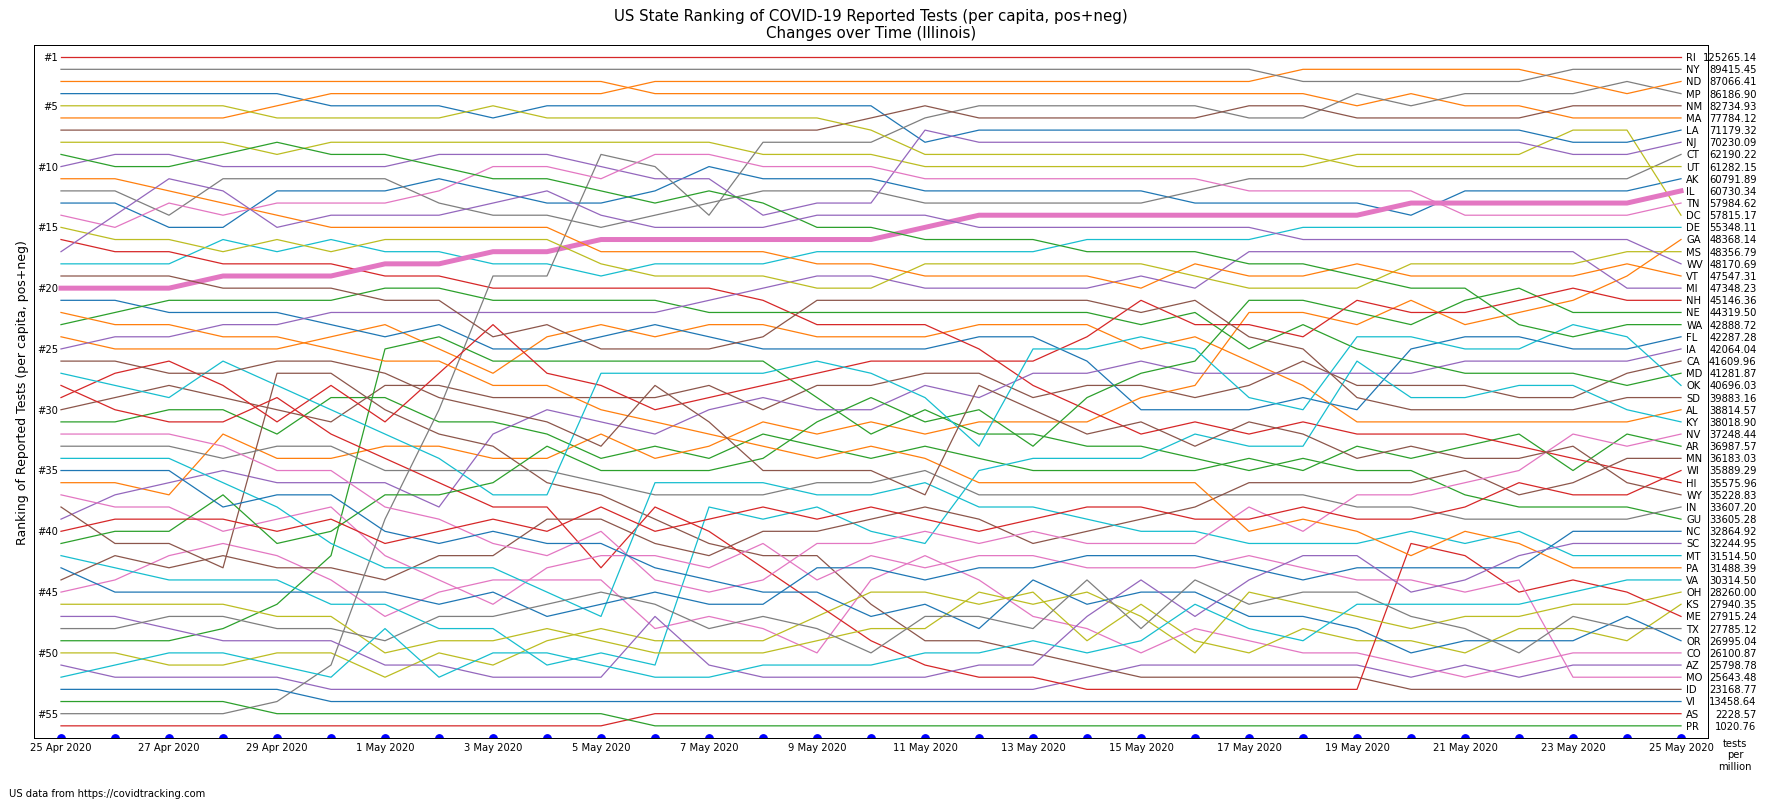 US State Ranking of COVID-19 Reported Tests (per capita, pos+neg)
Changes over Time (Illinois)
Ranking of Reported Tests (per capita, pos+neg)
#1
#5
#10
#15
#20
#25
#30
#35
#40
#45
#50
#55
RI 125265.14
NY 89415.45
ND 87066.41
MP 86186.90
NM 82734.93
MA 77784.12
LA 71179.32
NJ 70230.09
CT 62190.22
UT 61282.15
AK 60791.89
IL 60730.34
TN 57984.62
DC 57815.17
DE 55348.11
GA 48368.14
MS 48356.79
WV 48170.69
VT 47547.31
MI 47348.23
NH 45146.36
NE 44319.50
WA 42888.72
FL 42287.28
IA 42064.04
CA 41609.96
MD 41281.87
OK 40696.03
SD 39883.16
AL 38814.57
KY 38018.90
NV 37248.44
AR 36987.57
MN 36183.03
WI 35889.29
HI 35575.96
WY 35228.83
IN 33607.20
GU 33605.28
NC 32864.92
SC 32244.95
MT 31514.50
PA 31488.39
VA 30314.50
OH 28260.00
KS 27940.35
ME 27915.24
TX 27785.12
OR 26995.04
CO 26100.87
AZ 25798.78
MO 25643.48
ID 23168.77
VI 13458.64
AS 2228.57
PR 1020.76
25 Apr 2020 27 Apr 2020 29 Apr 2020 1 May 2020 3 May 2020 5 May 2020 7 May 2020 9 May 2020 11 May 2020 13 May 2020 15 May 2020 17 May 2020 19 May 2020 21 May 2020 23 May 2020 25 May 2020
tests
per
million
US data from https://covidtracking.com